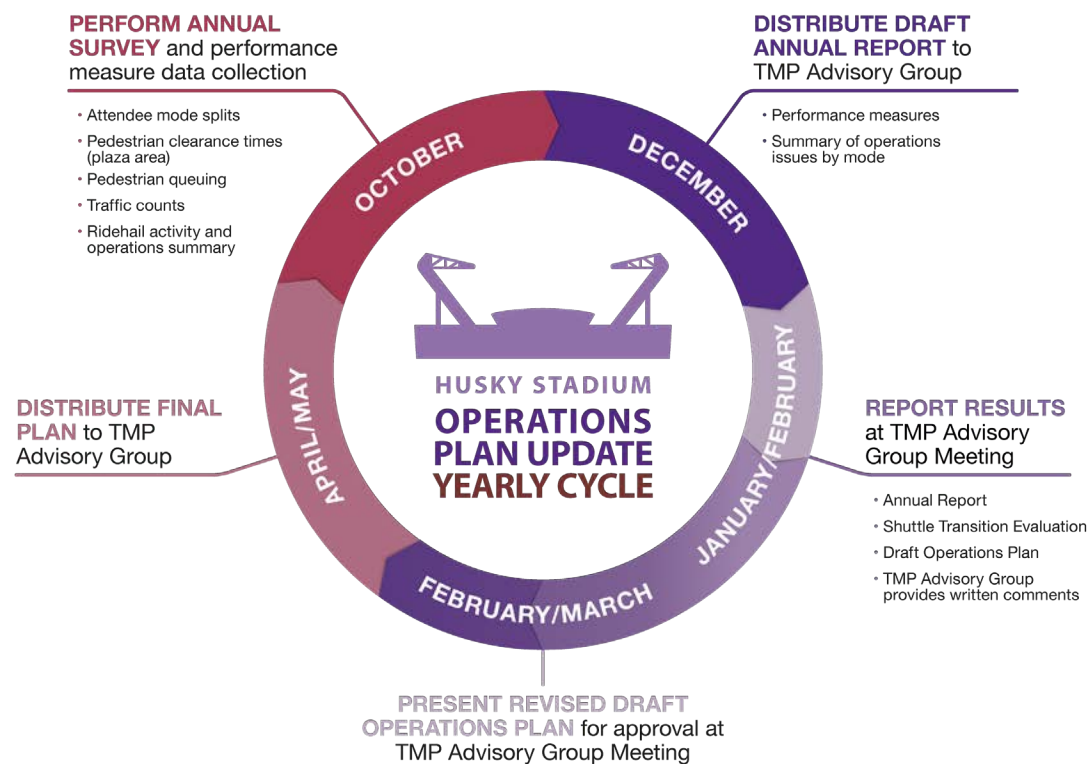 PERFORM ANNUAL
SURVEY and performance
measure data collection
• Attendee mode splits
• Pedestrian clearance times
(plaza area)
• Pedestrian queuing
• Traffic counts
• Ridehail activity and
operations summary
OCTOBER
DISTRIBUTE DRAFT
ANNUAL REPORT to
TMP Advisory Group
• Performance measures
• Summary of operations
issues by mode
DECEMBER
HUSKY STADIUM
OPERATIONS
PLAN UPDATE
YEARLY CYCLE
JANUARY/FEBRUARY
REPORT RESULTS
at TMP Advisory
Group Meeting
• Annual Report
• Shuttle Transition Evaluation
• Draft Operations Plan
• TMP Advisory Group
provides written comments
FEBRUARY/MARCH
PRESENT REVISED DRAFT
OPERATIONS PLAN for approval at
TMP Advisory Group Meeting
APRIL/MAY
DISTRIBUTE FINAL
PLAN to TMP
Advisory Group